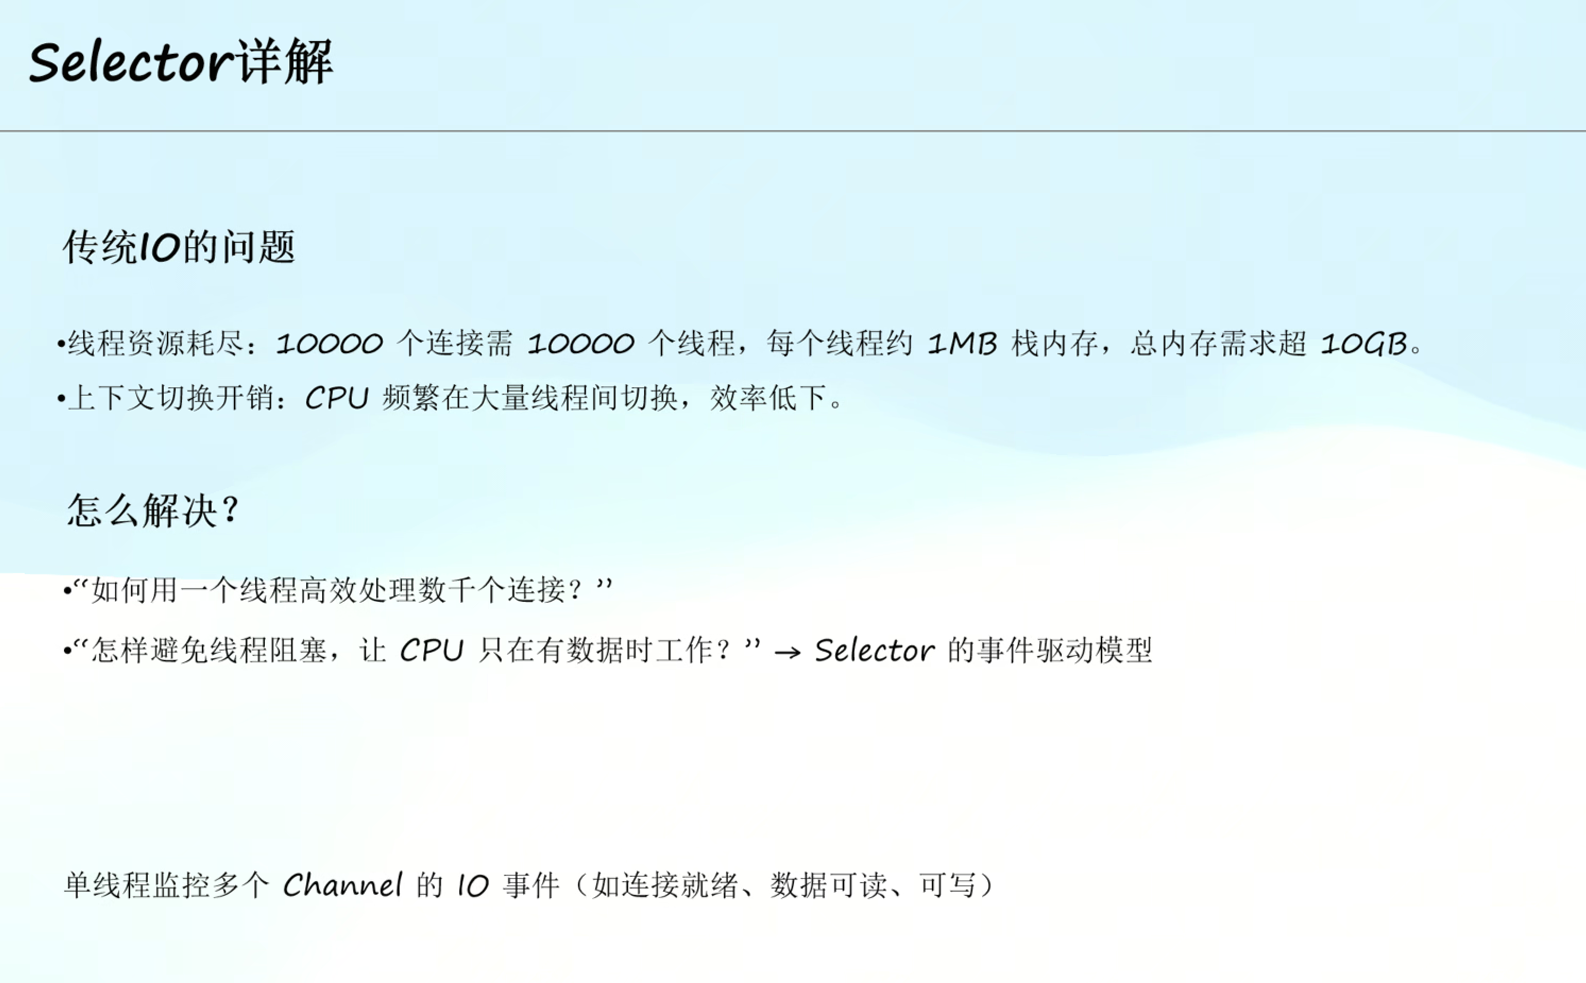 Selector详解
传统IO的问题
•线程资源耗尽：10000 个连接需 10000 个线程，每个线程约 1MB 栈内存，总内存需求超 10GB。
•上下文切换开销：CPU 频繁在大量线程间切换，效率低下。
怎么解决？
•“如何用一个线程高效处理数千个连接？”
•“怎样避免线程阻塞，让 CPU 只在有数据时工作？” → Selector 的事件驱动模型
单线程监控多个 Channel 的 IO 事件（如连接就绪、数据可读、可写）